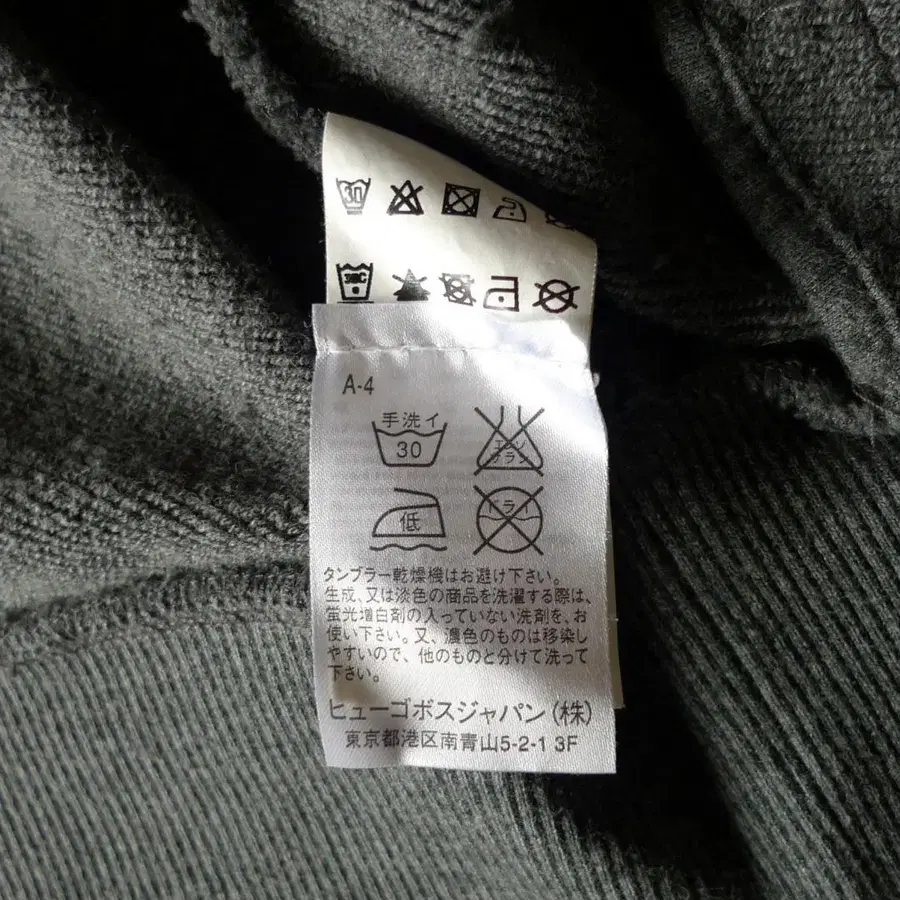 30
30C
A-4
手洗イ
30
エンソ
サラシ
低
ドライ
タンブラー乾燥機はお避け下さい。
生成、又は淡色の商品を洗濯する際は、
蛍光増白剤の入っていない洗剤を、お
使い下さい。又、濃色のものは移染し
やすいので、他のものと分けて洗って
下さい。
ヒューゴボスジャパン(株)
東京都港区南青山5-2-1 3F